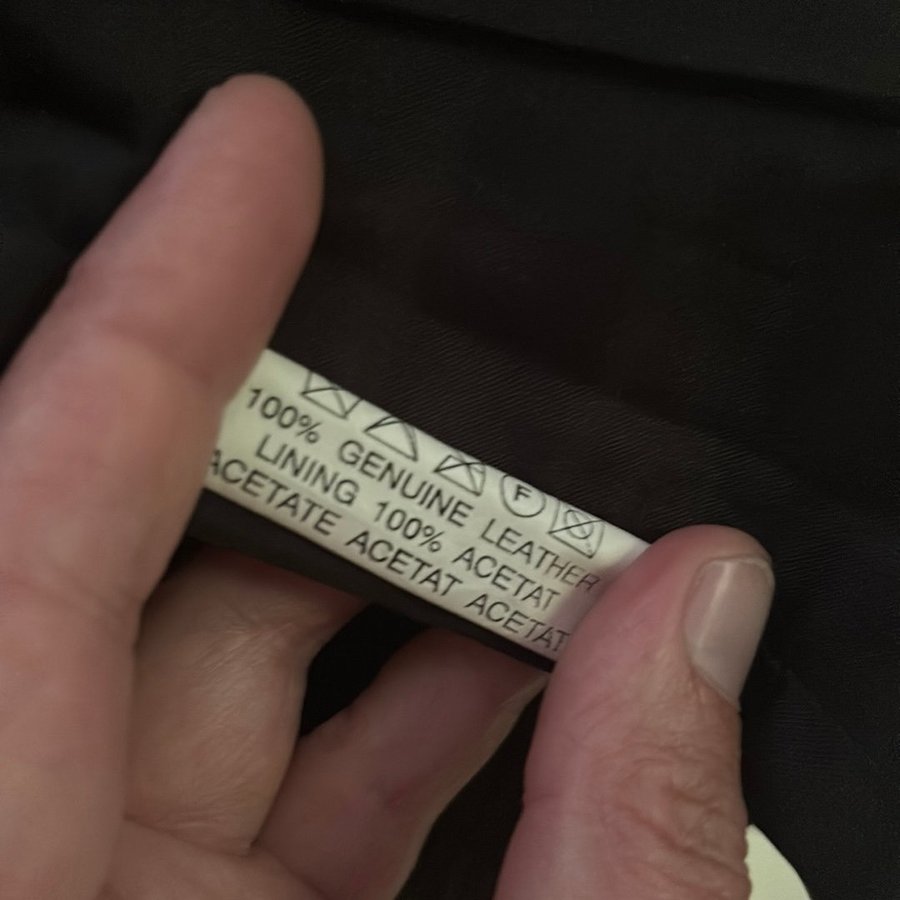 F
100% GENUINE LEATHER
LINING 100% ACETAT
ACETATE ACETAT ACETAT